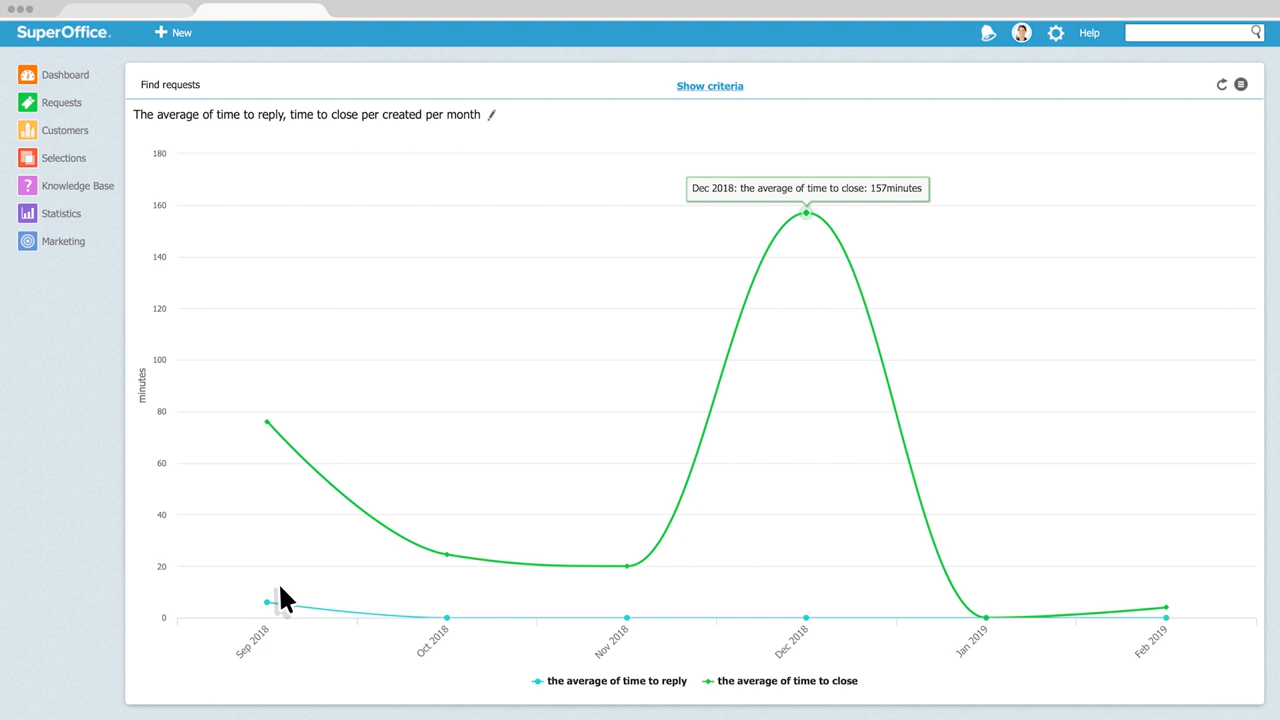 SuperOffice.
New
Help
Dashboard
Requests
Customers
Selections
Knowledge Base
Statistics
Marketing
Find requests
Show criteria
The average of time to reply, time to close per created per month
180
160
140
120
100
80
60
40
20
0
minutes
Dec 2018: the average of time to close: 157minutes
Sep 2018
Oct 2018
Nov 2018
Dec 2018
Jan 2019
Feb 2019
the average of time to reply
the average of time to close